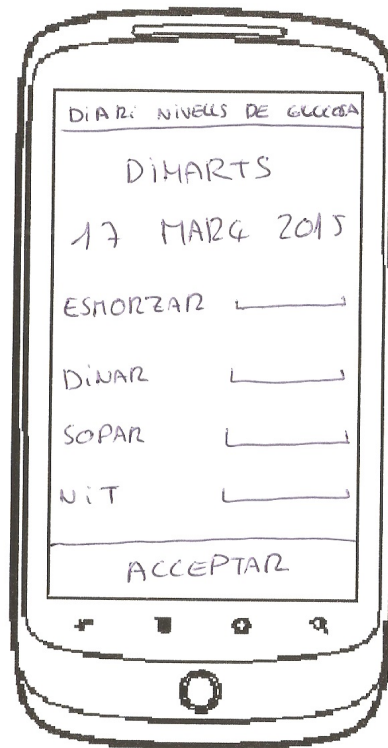 DIARI NIVELLS DE GLUCOSA
DIMARTS
17 MARÇ 2015
ESMORZAR
DINAR
SOPAR
NIT
ACCEPTAR